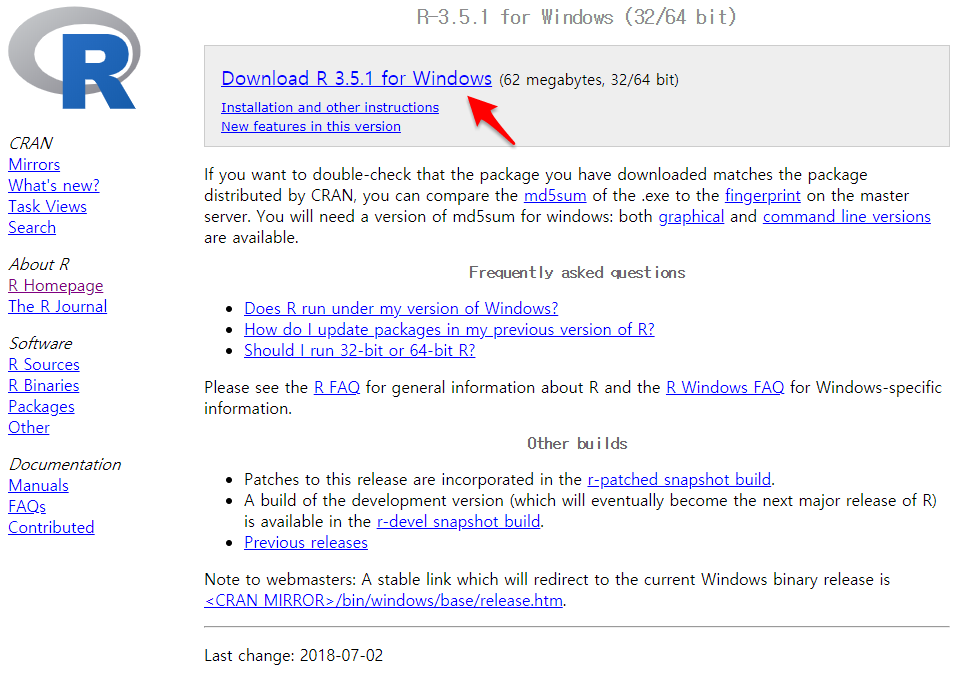 R-3.5.1 for Windows (32/64 bit)
R
Download R 3.5.1 for Windows (62 megabytes, 32/64 bit)
Installation and other instructions
New features in this version
CRAN
Mirrors
What's new?
Task Views
Search
About R
R Homepage
The R Journal
Software
R Sources
R Binaries
Packages
Other
Documentation
Manuals
FAQs
Contributed
If you want to double-check that the package you have downloaded matches the package
distributed by CRAN, you can compare the md5sum of the .exe to the fingerprint on the master
server. You will need a version of md5sum for windows: both graphical and command line versions
are available.
Frequently asked questions
• Does R run under my version of Windows?
• How do I update packages in my previous version of R?
• Should I run 32-bit or 64-bit R?
Please see the R FAQ for general information about R and the R Windows FAQ for Windows-specific
information.
Other builds
• Patches to this release are incorporated in the r-patched snapshot build.
• A build of the development version (which will eventually become the next major release of R)
is available in the r-devel snapshot build.
• Previous releases
Note to webmasters: A stable link which will redirect to the current Windows binary release is
<CRAN MIRROR>/bin/windows/base/release.htm.
Last change: 2018-07-02